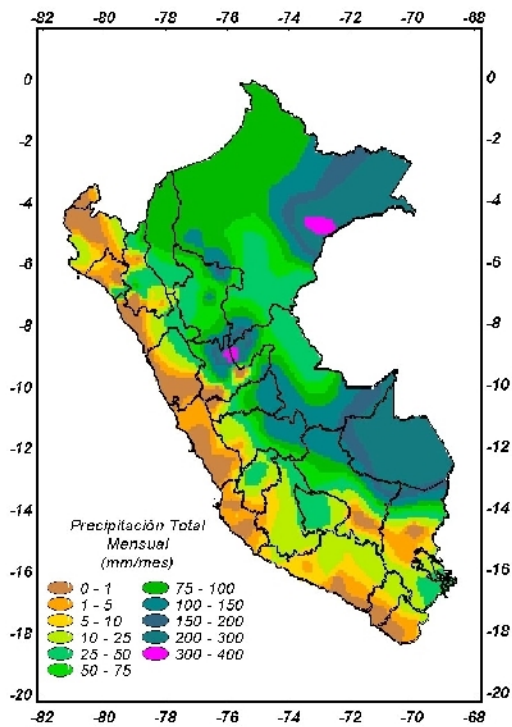 -82 -80 -78 -76 -74 -72 -70 -68
0 0
-2 -2
-4 -4
-6 -6
-8 -8
-10 -10
-12 -12
-14 -14
-16 -16
-18 -18
-20 -20
Precipitación Total
Mensual
(mm/mes)
0 - 1 75 - 100
1 - 5 100 - 150
5 - 10 150 - 200
10 - 25 200 - 300
25 - 50 300 - 400
50 - 75
-82 -80 -78 -76 -74 -72 -70 -68